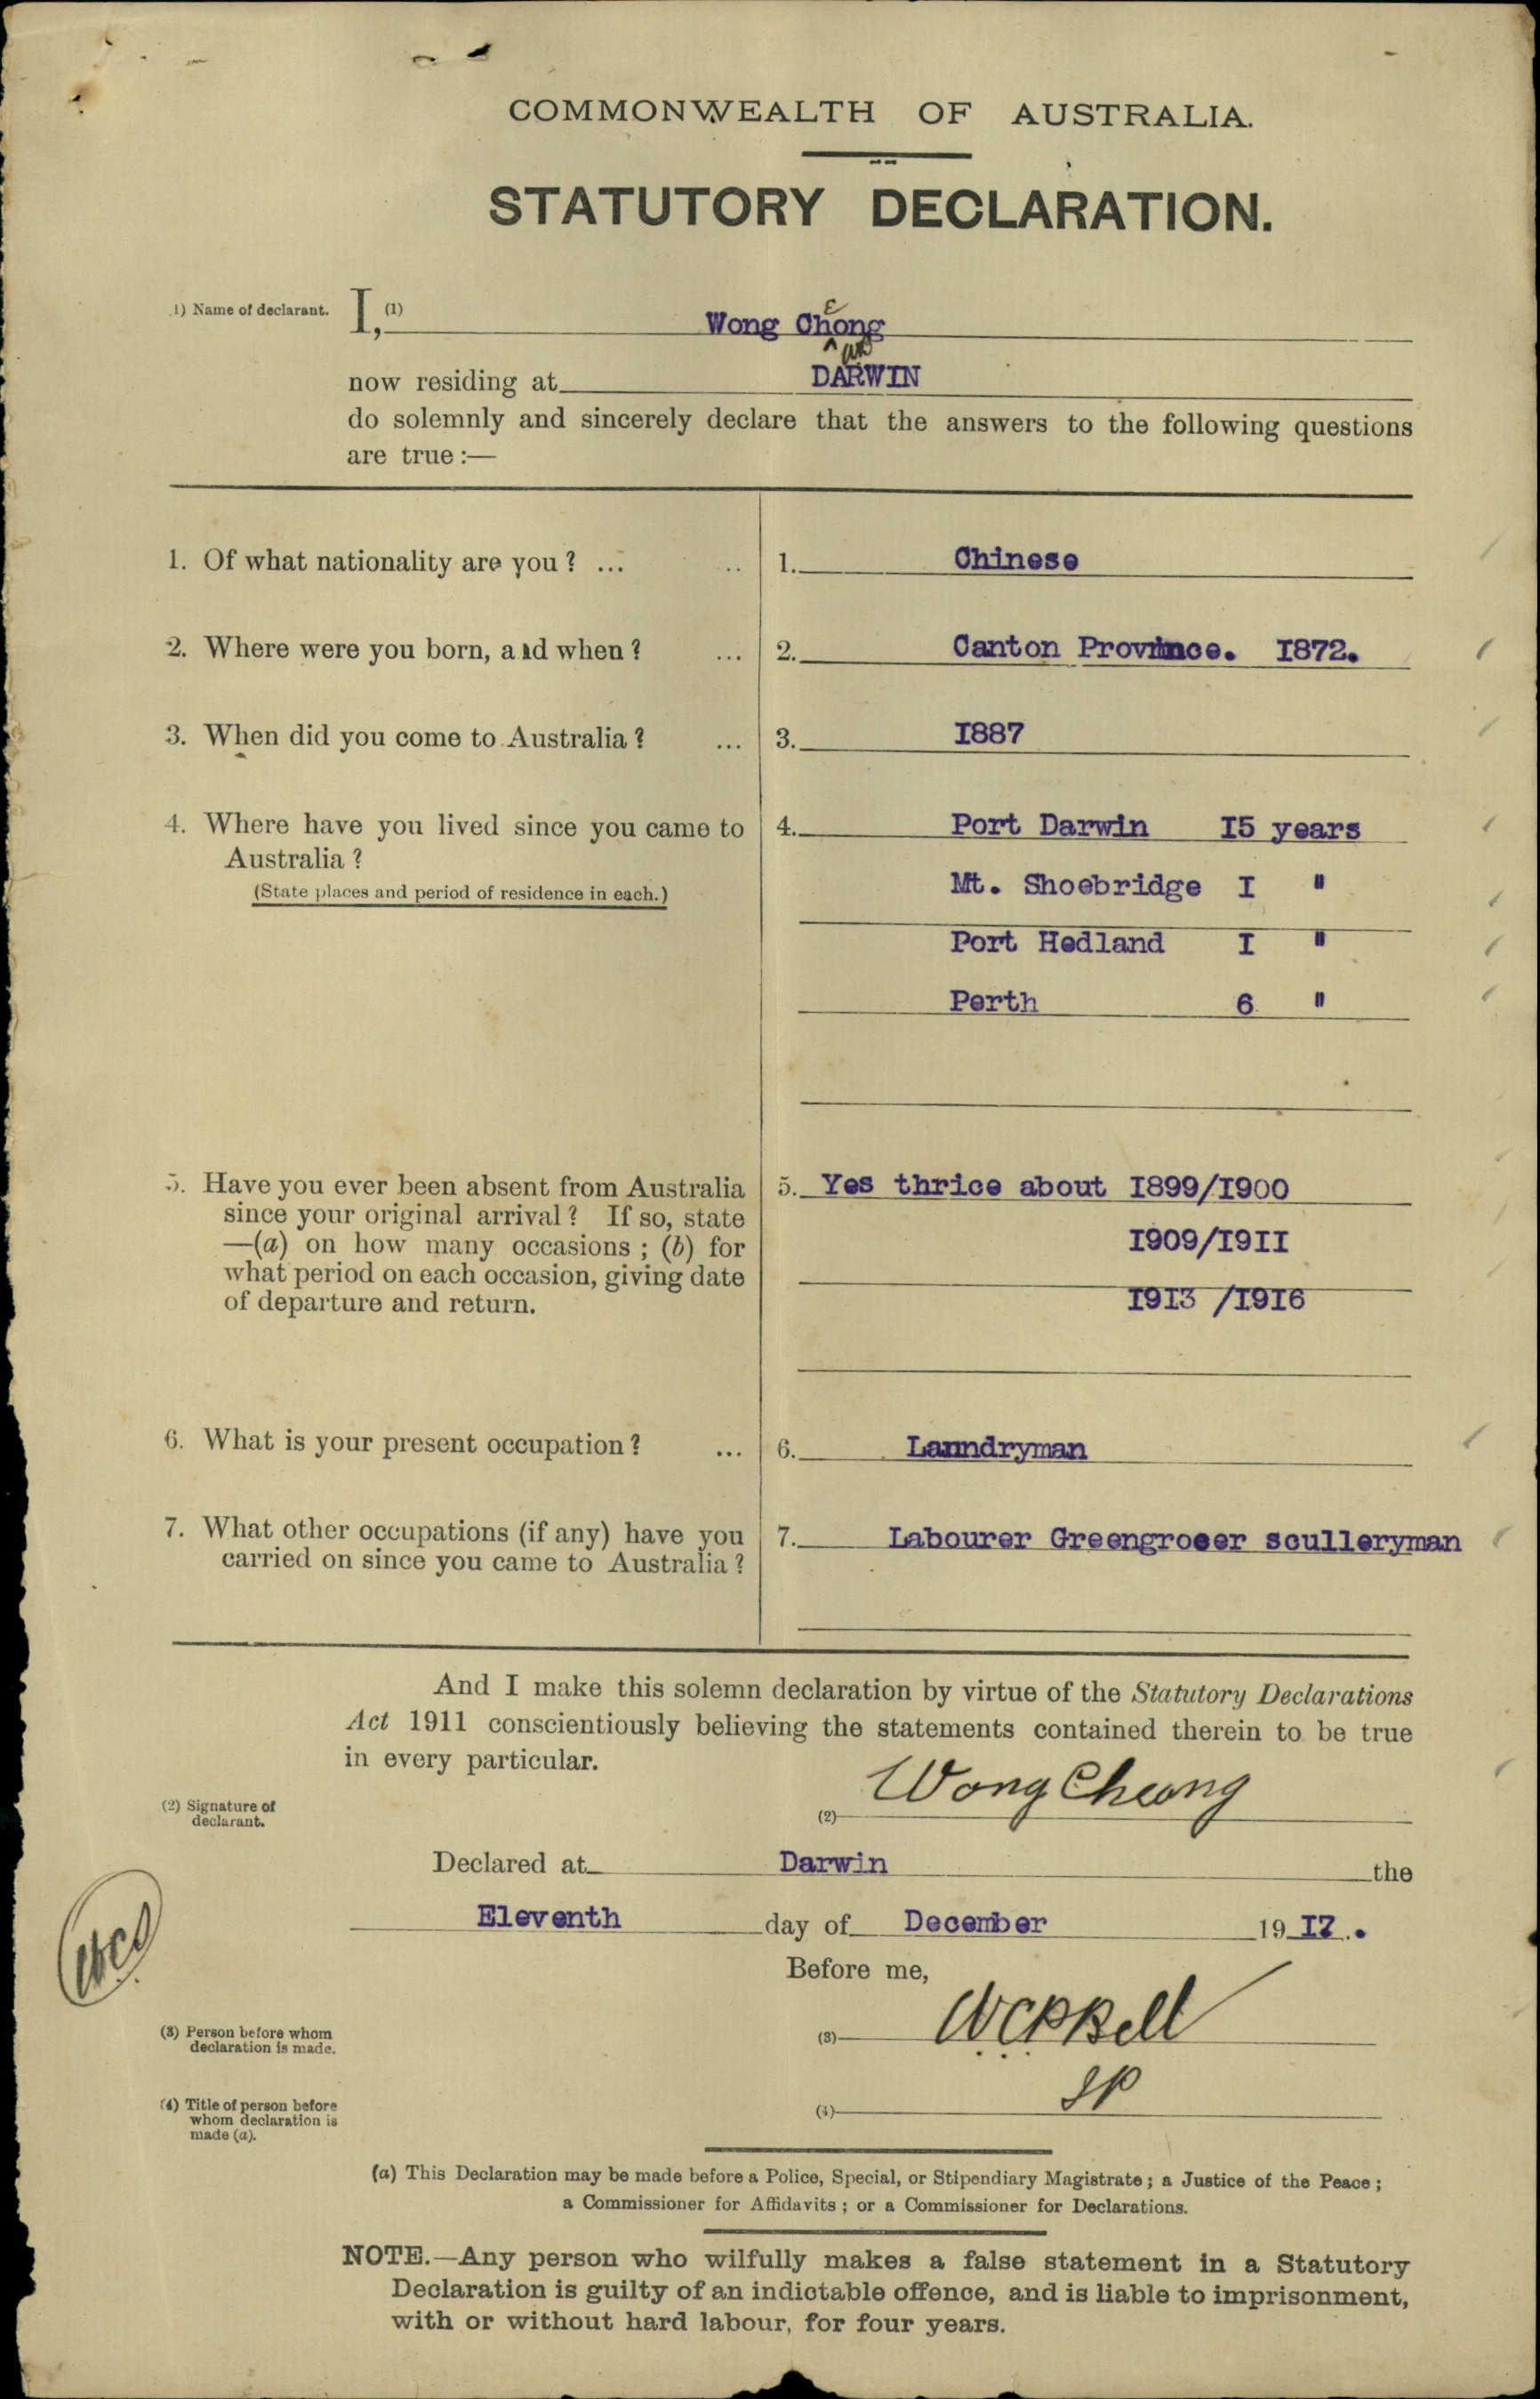 COMMONWEALTH OF AUSTRALIA.
STATUTORY DECLARATION.
1) Name of declarant. I, (1) Wong Cheong
now residing at DARWIN
do solemnly and sincerely declare that the answers to the following questions
are true :—
1. Of what nationality are you ? ... .. 1. Chinese
2. Where were you born, and when ? ... 2. Canton Province. I872.
3. When did you come to Australia ? ... 3. I887
4. Where have you lived since you came to 4. Port Darwin I5 years
Australia ?
(State places and period of residence in each.)
Mt. Shoebridge I "
Port Hedland I "
Perth 6 "
5. Have you ever been absent from Australia 5. Yes thrice about I899/I900
since your original arrival ? If so, state
—(a) on how many occasions ; (b) for I909/I9II
what period on each occasion, giving date
of departure and return. I9I3 /I9I6
6. What is your present occupation ? ... 6. Laundryman
7. What other occupations (if any) have you 7. Labourer Greengrocer sculleryman
carried on since you came to Australia ?
And I make this solemn declaration by virtue of the Statutory Declarations
Act 1911 conscientiously believing the statements contained therein to be true
in every particular.
(2) Signature of
declarant.
(2) Wong Cheong
Declared at Darwin the
Eleventh day of December 19 I7..
Before me,
(3) Person before whom
declaration is made.
(3) WCPBell
(4) Title of person before
whom declaration is
made (a).
(4) JP
(a) This Declaration may be made before a Police, Special, or Stipendiary Magistrate ; a Justice of the Peace ;
a Commissioner for Affidavits ; or a Commissioner for Declarations.
NOTE.—Any person who wilfully makes a false statement in a Statutory
Declaration is guilty of an indictable offence, and is liable to imprisonment,
with or without hard labour, for four years.